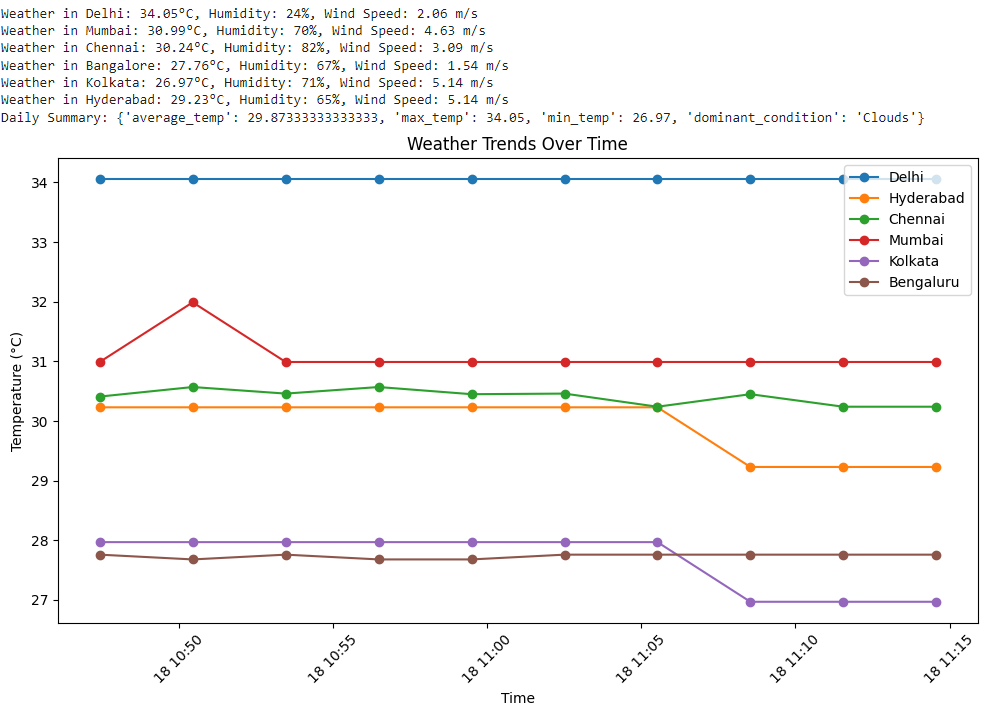 Weather in Delhi: 34.05°C, Humidity: 24%, Wind Speed: 2.06 m/s
Weather in Mumbai: 30.99°C, Humidity: 70%, Wind Speed: 4.63 m/s
Weather in Chennai: 30.24°C, Humidity: 82%, Wind Speed: 3.09 m/s
Weather in Bangalore: 27.76°C, Humidity: 67%, Wind Speed: 1.54 m/s
Weather in Kolkata: 26.97°C, Humidity: 71%, Wind Speed: 5.14 m/s
Weather in Hyderabad: 29.23°C, Humidity: 65%, Wind Speed: 5.14 m/s
Daily Summary: {'average_temp': 29.87333333333333, 'max_temp': 34.05, 'min_temp': 26.97, 'dominant_condition': 'Clouds'}
Weather Trends Over Time
Delhi
Hyderabad
Chennai
Mumbai
Kolkata
Bengaluru
Temperature (°C)
34
33
32
31
30
29
28
27
18 10:50
18 10:55
18 11:00
18 11:05
18 11:10
18 11:15
Time